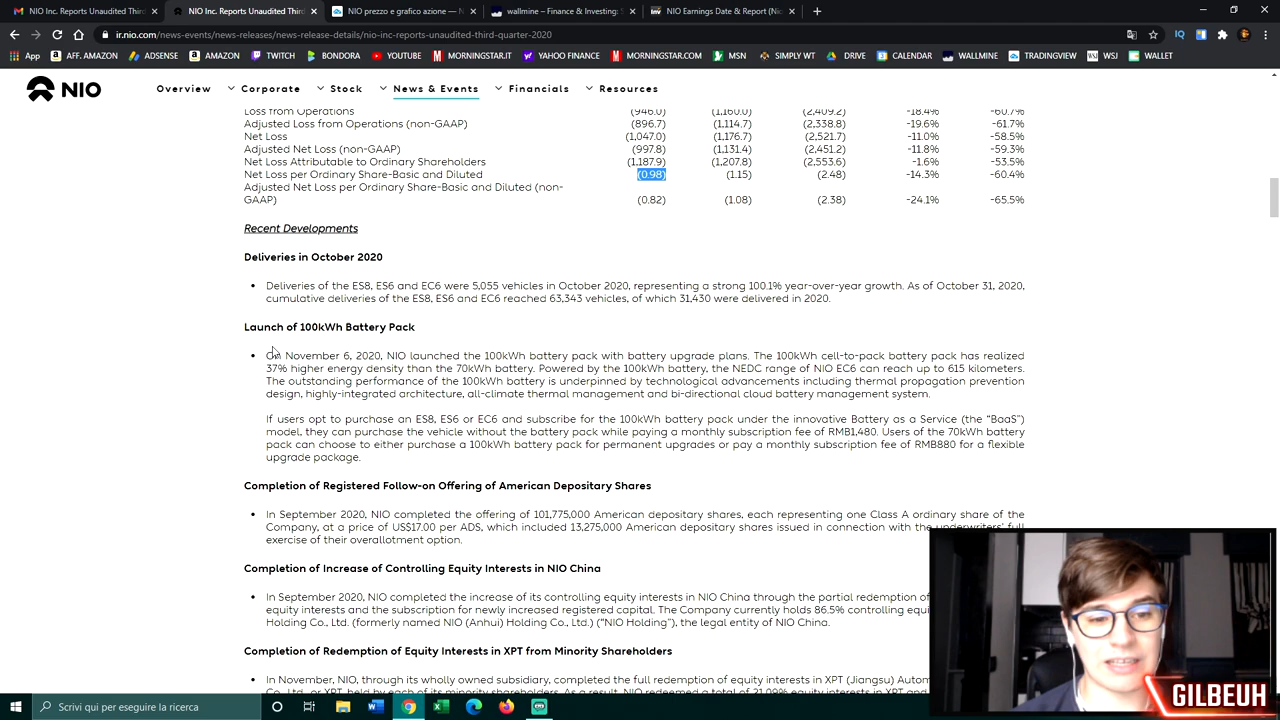 NIO Inc. Reports Unaudited Third
NIO Inc. Reports Unaudited Third
NIO prezzo e grafico azione — N
wallmine – Finance & Investing: S
NIO Earnings Date & Report (Ni
ir.nio.com/news-events/news-releases/news-release-details/nio-inc-reports-unaudited-third-quarter-2020
App
AFF. AMAZON
ADSENSE
AMAZON
TWITCH
BONDORA
YOUTUBE
MORNINGSTAR.IT
YAHOO FINANCE
MORNINGSTAR.COM
MSN
SIMPLY WT
DRIVE
CALENDAR
WALLMINE
TRADINGVIEW
WSJ
WALLET
NIO
Overview
Corporate
Stock
News & Events
Financials
Resources
Loss from Operations (946.0) (1,160.0) (2,409.2) -18.4% -60.7%
Adjusted Loss from Operations (non-GAAP) (896.7) (1,114.7) (2,338.8) -19.6% -61.7%
Net Loss (1,047.0) (1,176.7) (2,521.7) -11.0% -58.5%
Adjusted Net Loss (non-GAAP) (997.8) (1,131.4) (2,451.2) -11.8% -59.3%
Net Loss Attributable to Ordinary Shareholders (1,187.9) (1,207.8) (2,553.6) -1.6% -53.5%
Net Loss per Ordinary Share-Basic and Diluted (0.98) (1.15) (2.48) -14.3% -60.4%
Adjusted Net Loss per Ordinary Share-Basic and Diluted (non-
GAAP) (0.82) (1.08) (2.38) -24.1% -65.5%
Recent Developments
Deliveries in October 2020
• Deliveries of the ES8, ES6 and EC6 were 5,055 vehicles in October 2020, representing a strong 100.1% year-over-year growth. As of October 31, 2020,
cumulative deliveries of the ES8, ES6 and EC6 reached 63,343 vehicles, of which 31,430 were delivered in 2020.
Launch of 100kWh Battery Pack
• On November 6, 2020, NIO launched the 100kWh battery pack with battery upgrade plans. The 100kWh cell-to-pack battery pack has realized
37% higher energy density than the 70kWh battery. Powered by the 100kWh battery, the NEDC range of NIO EC6 can reach up to 615 kilometers.
The outstanding performance of the 100kWh battery is underpinned by technological advancements including thermal propagation prevention
design, highly-integrated architecture, all-climate thermal management and bi-directional cloud battery management system.
If users opt to purchase an ES8, ES6 or EC6 and subscribe for the 100kWh battery pack under the innovative Battery as a Service (the “BaaS”)
model, they can purchase the vehicle without the battery pack while paying a monthly subscription fee of RMB1,480. Users of the 70kWh battery
pack can choose to either purchase a 100kWh battery pack for permanent upgrades or pay a monthly subscription fee of RMB880 for a flexible
upgrade package.
Completion of Registered Follow-on Offering of American Depositary Shares
• In September 2020, NIO completed the offering of 101,775,000 American depositary shares, each representing one Class A ordinary share of the
Company, at a price of US$17.00 per ADS, which included 13,275,000 American depositary shares issued in connection with the underwriters’ full
exercise of their overallotment option.
Completion of Increase of Controlling Equity Interests in NIO China
• In September 2020, NIO completed the increase of its controlling equity interests in NIO China through the partial redemption of
equity interests and the subscription for newly increased registered capital. The Company currently holds 86.5% controlling equi
Holding Co., Ltd. (formerly named NIO (Anhui) Holding Co., Ltd.) (“NIO Holding”), the legal entity of NIO China.
Completion of Redemption of Equity Interests in XPT from Minority Shareholders
• In November, NIO, through its wholly owned subsidiary, completed the full redemption of equity interests in XPT (Jiangsu) Autom
Co., Ltd., or XPT, held by each of its minority shareholders. As a result, NIO redeemed a total of 21.09% equity interests in XPT and
GILBEUH
Scrivi qui per eseguire la ricerca